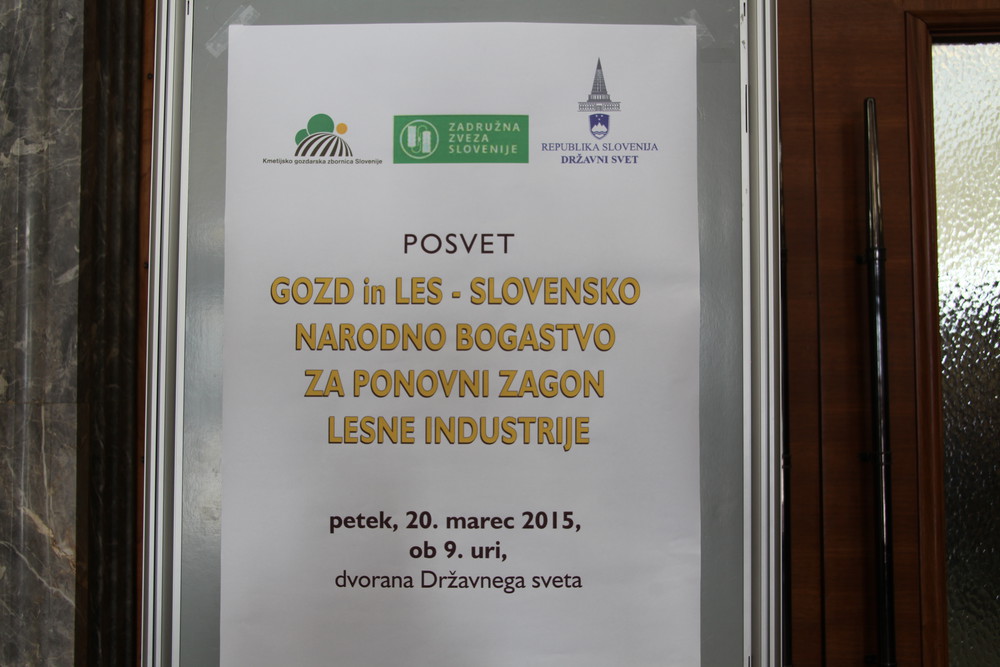 Kmetijsko gozdarska zbornica Slovenije
ZADRUŽNA
ZVEZA
SLOVENIJE
REPUBLIKA SLOVENIJA
DRŽAVNI SVET
POSVET
GOZD in LES - SLOVENSKO
NARODNO BOGASTVO
ZA PONOVNI ZAGON
LESNE INDUSTRIJE
petek, 20. marec 2015,
ob 9. uri,
dvorana Državnega sveta